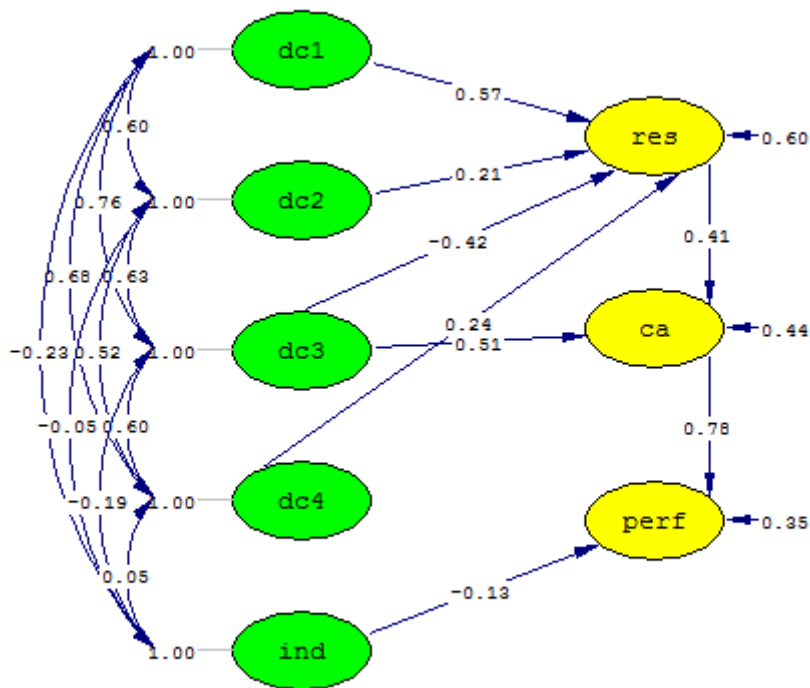 1.00 dc1
0.57
0.60 res 0.60
0.21
0.76 1.00 dc2
-0.42 0.41
0.68 0.63
0.24 ca 0.44
-0.23 0.52 1.00 dc3 0.51
-0.05 0.60 0.78
-0.19 1.00 dc4 perf 0.35
0.05 -0.13
1.00 ind